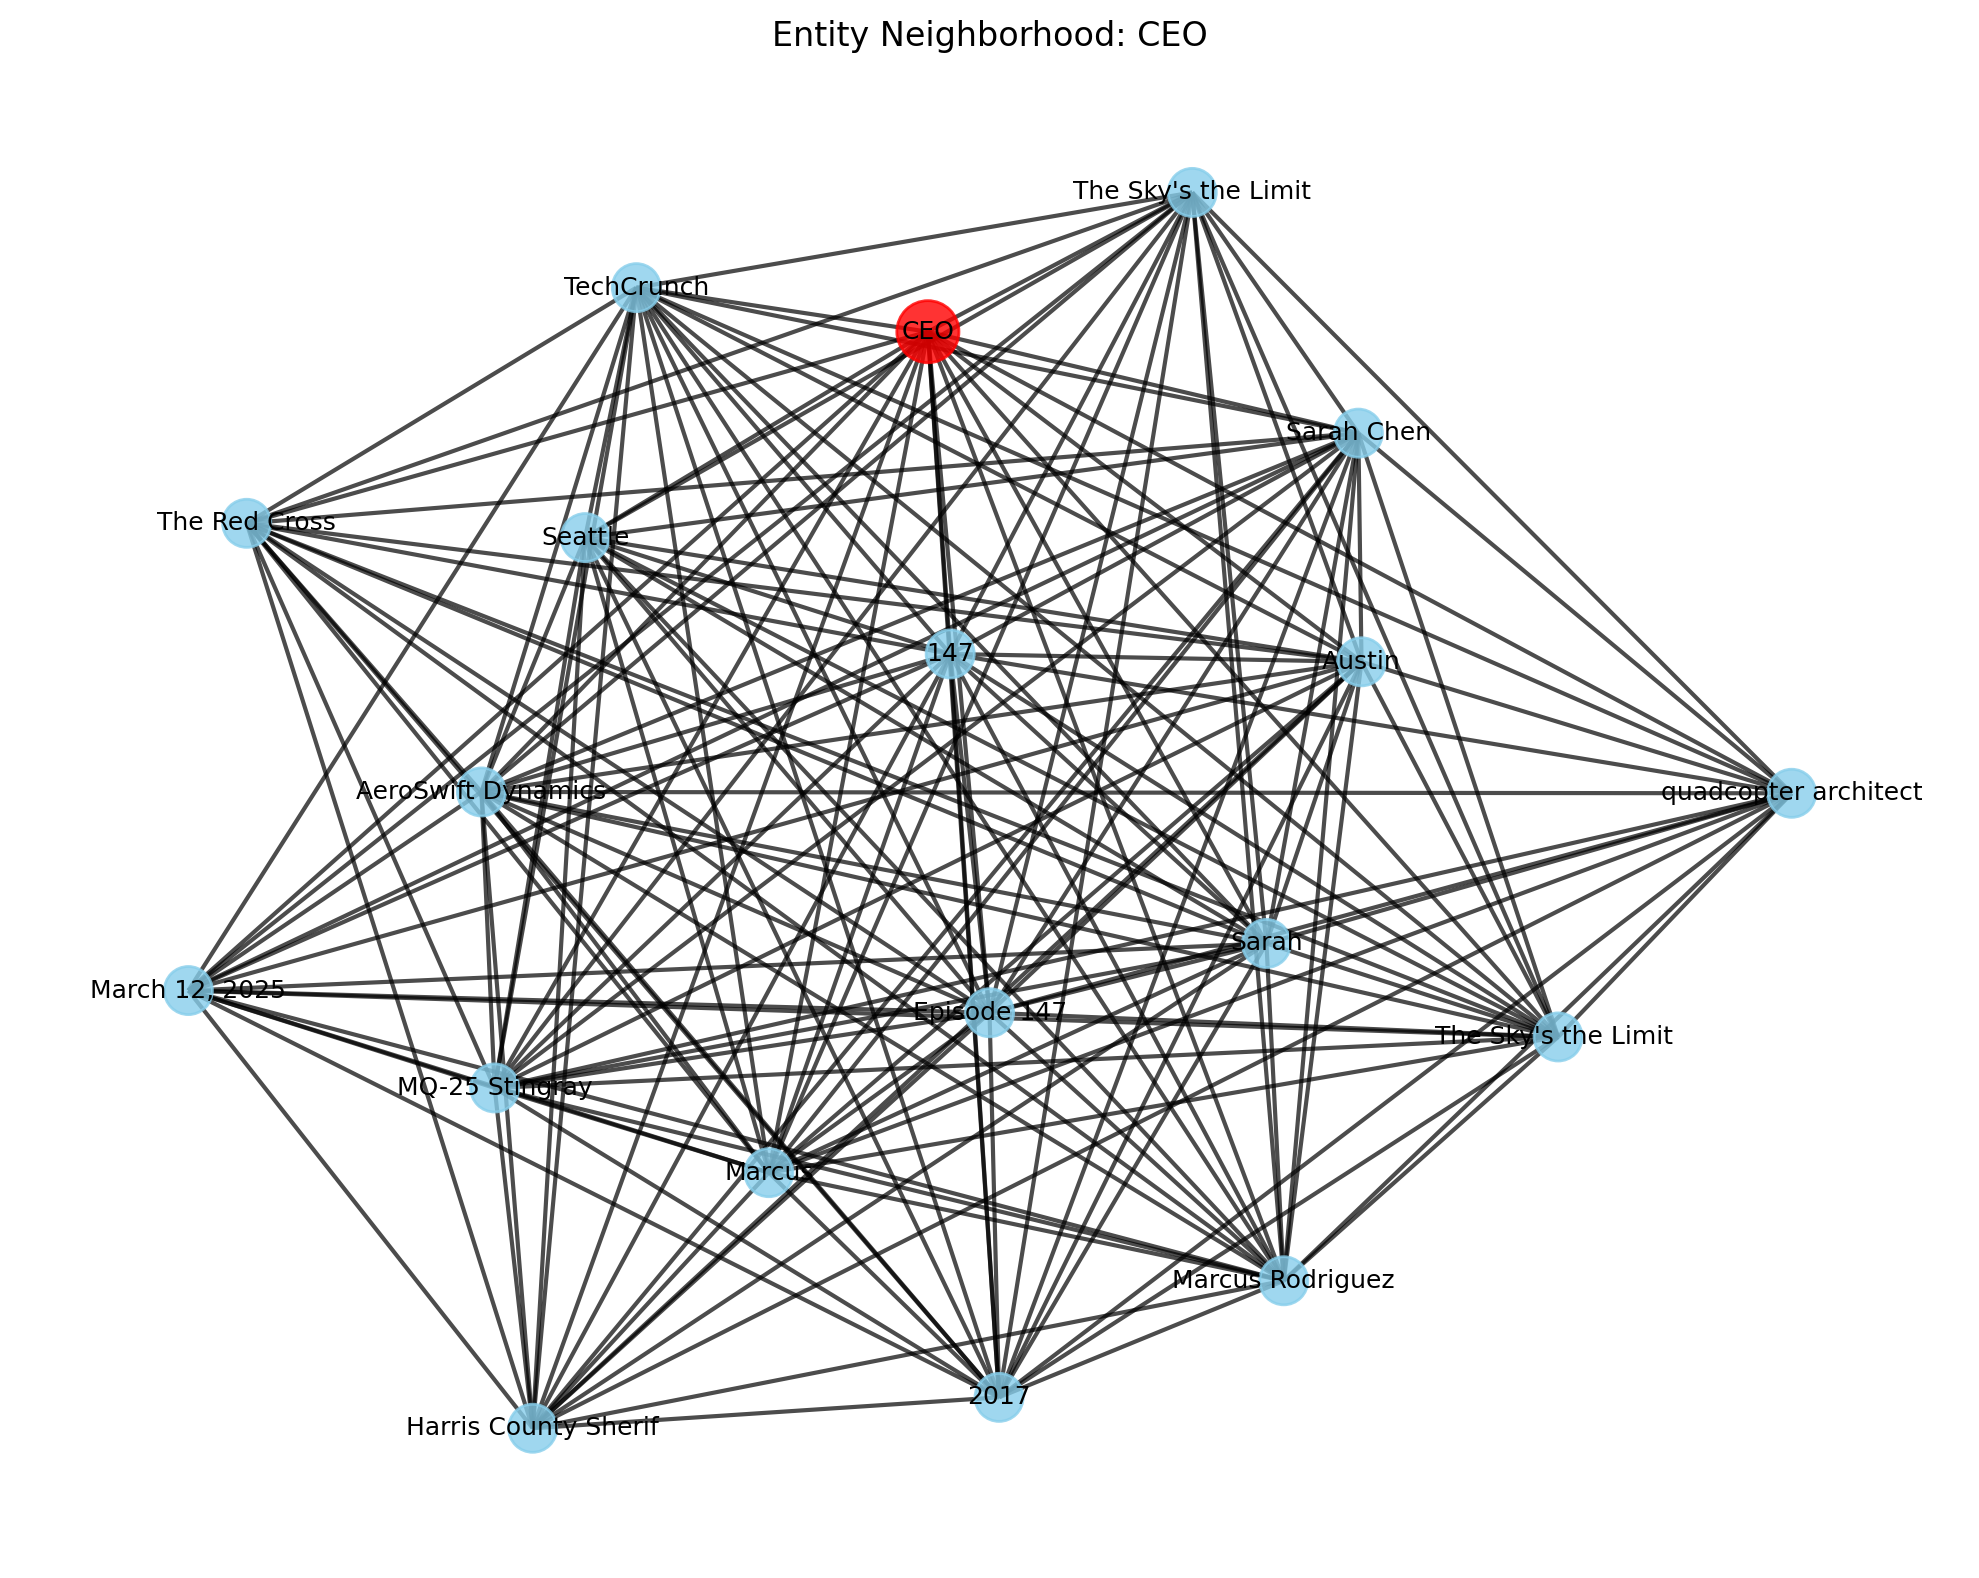 Entity Neighborhood: CEO
The Sky's the Limit
TechCrunch
CEO
Sarah Chen
The Red Cross
Seattle
147
Austin
AeroSwift Dynamics
quadcopter architect
Sarah
March 12, 2025
Episode 147
The Sky's the Limit
MQ-25 Stingray
Marcus
Marcus Rodriguez
2017
Harris County Sherif